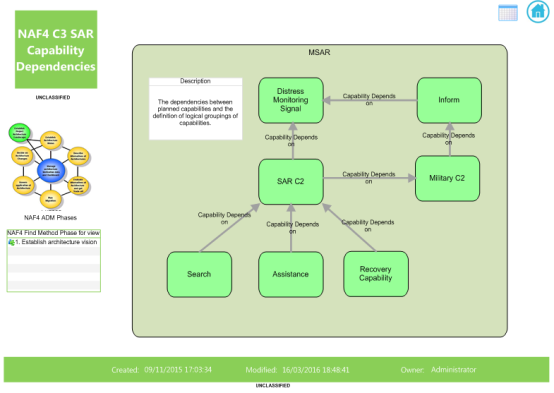 NAF4 C3 SAR
Capability
Dependencies
UNCLASSIFIED
NAF4 ADM Phases
NAF4 Find Method Phase for view
1. Establish architecture vision
MSAR
Description
The dependencies between
planned capabilities and the
definition of logical groupings of
capabilities.
Distress
Monitoring
Signal
Capability Depends
on
Inform
Capability Depends
on
Capability Depends
on
SAR C2
Capability Depends
on
Military C2
Capability Depends
on
Capability Depends
on
Capability Depends
on
Search
Assistance
Recovery
Capability
Created: 09/11/2015 17:03:34
Modified: 16/03/2016 18:48:41
Owner: Administrator
UNCLASSIFIED